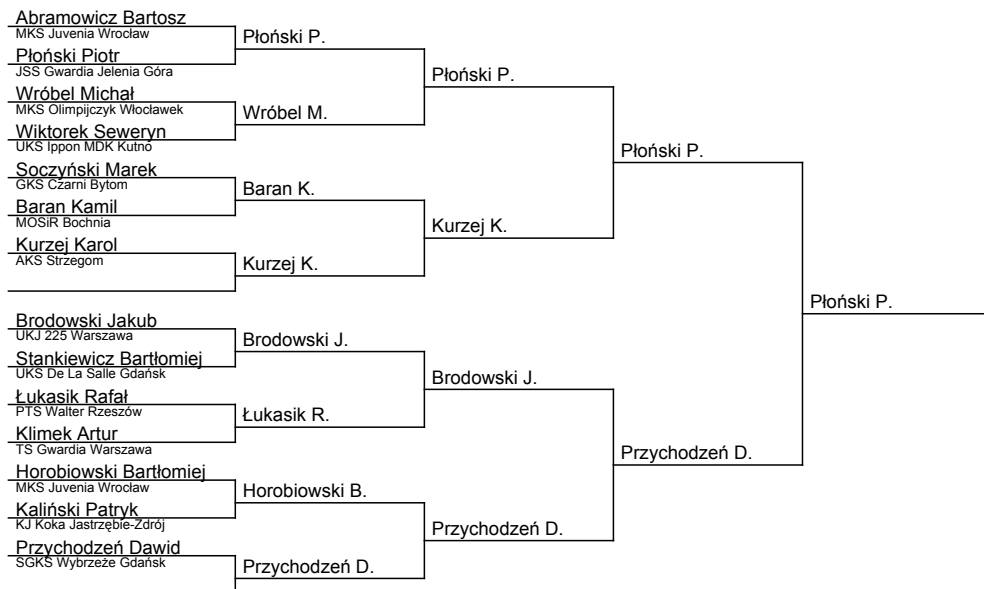 Abramowicz Bartosz
MKS Juvenia Wrocław
Płoński Piotr
JSS Gwardia Jelenia Góra
Wróbel Michał
MKS Olimpijczyk Włocławek
Wiktorek Seweryn
UKS Ippon MDK Kutno
Soczyński Marek
GKS Czarni Bytom
Baran Kamil
MOSiR Bochnia
Kurzej Karol
AKS Strzegom
Brodowski Jakub
UKJ 225 Warszawa
Stankiewicz Bartłomiej
UKS De La Salle Gdańsk
Łukasik Rafał
PTS Walter Rzeszów
Klimek Artur
TS Gwardia Warszawa
Horobiowski Bartłomiej
MKS Juvenia Wrocław
Kaliński Patryk
KJ Koka Jastrzębie-Zdrój
Przychodzeń Dawid
SGKS Wybrzeże Gdańsk
Płoński P.
Wróbel M.
Baran K.
Kurzej K.
Brodowski J.
Łukasik R.
Horobiowski B.
Przychodzeń D.
Płoński P.
Kurzej K.
Brodowski J.
Przychodzeń D.
Płoński P.
Przychodzeń D.
Płoński P.